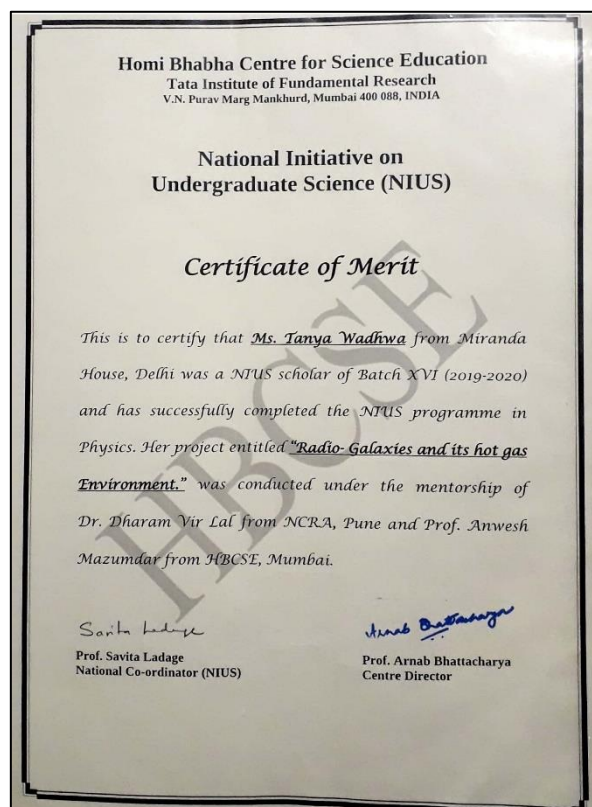 Homi Bhabha Centre for Science Education
Tata Institute of Fundamental Research
V.N. Purav Marg Mankhurd, Mumbai 400 088, INDIA
National Initiative on
Undergraduate Science (NIUS)
Certificate of Merit
HBCSE
This is to certify that Ms. Tanya Wadhwa from Miranda
House, Delhi was a NIUS scholar of Batch XVI (2019-2020)
and has successfully completed the NIUS programme in
Physics. Her project entitled “Radio- Galaxies and its hot gas
Environment.” was conducted under the mentorship of
Dr. Dharam Vir Lal from NCRA, Pune and Prof. Anwesh
Mazumdar from HBCSE, Mumbai.
Savita Ladage
Arnab Bhattacharya
Prof. Savita Ladage
National Co-ordinator (NIUS)
Prof. Arnab Bhattacharya
Centre Director